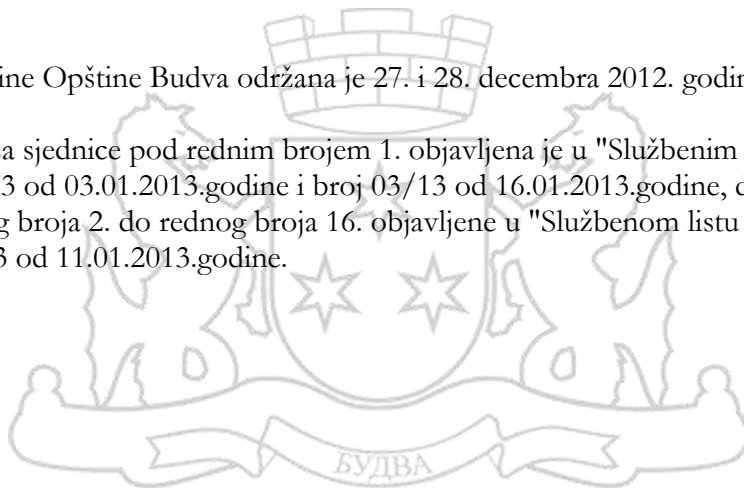 ine Opštine Budva održana je 27. i 28. decembra 2012. godin
a sjednice pod rednim brojem 1. objavljena je u "Službenim
3 od 03.01.2013.godine i broj 03/13 od 16.01.2013.godine, d
g broja 2. do rednog broja 16. objavljene u "Službenom listu
3 od 11.01.2013.godine.
БУДВА